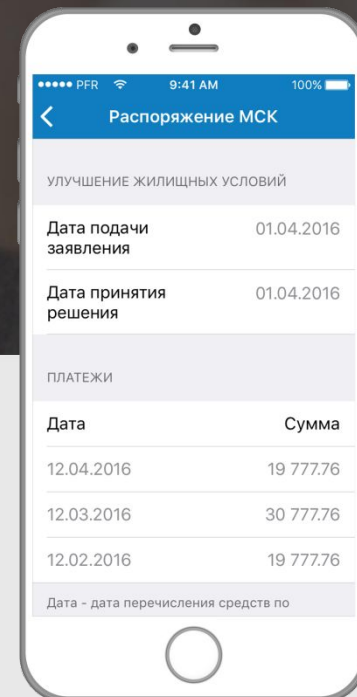 PFR 9:41 AM 100%
Распоряжение МСК
УЛУЧШЕНИЕ ЖИЛИЩНЫХ УСЛОВИЙ
Дата подачи 01.04.2016
заявления
Дата принятия 01.04.2016
решения
ПЛАТЕЖИ
Дата Сумма
12.04.2016 19 777.76
12.03.2016 30 777.76
12.02.2016 19 777.76
Дата - дата перечисления средств по